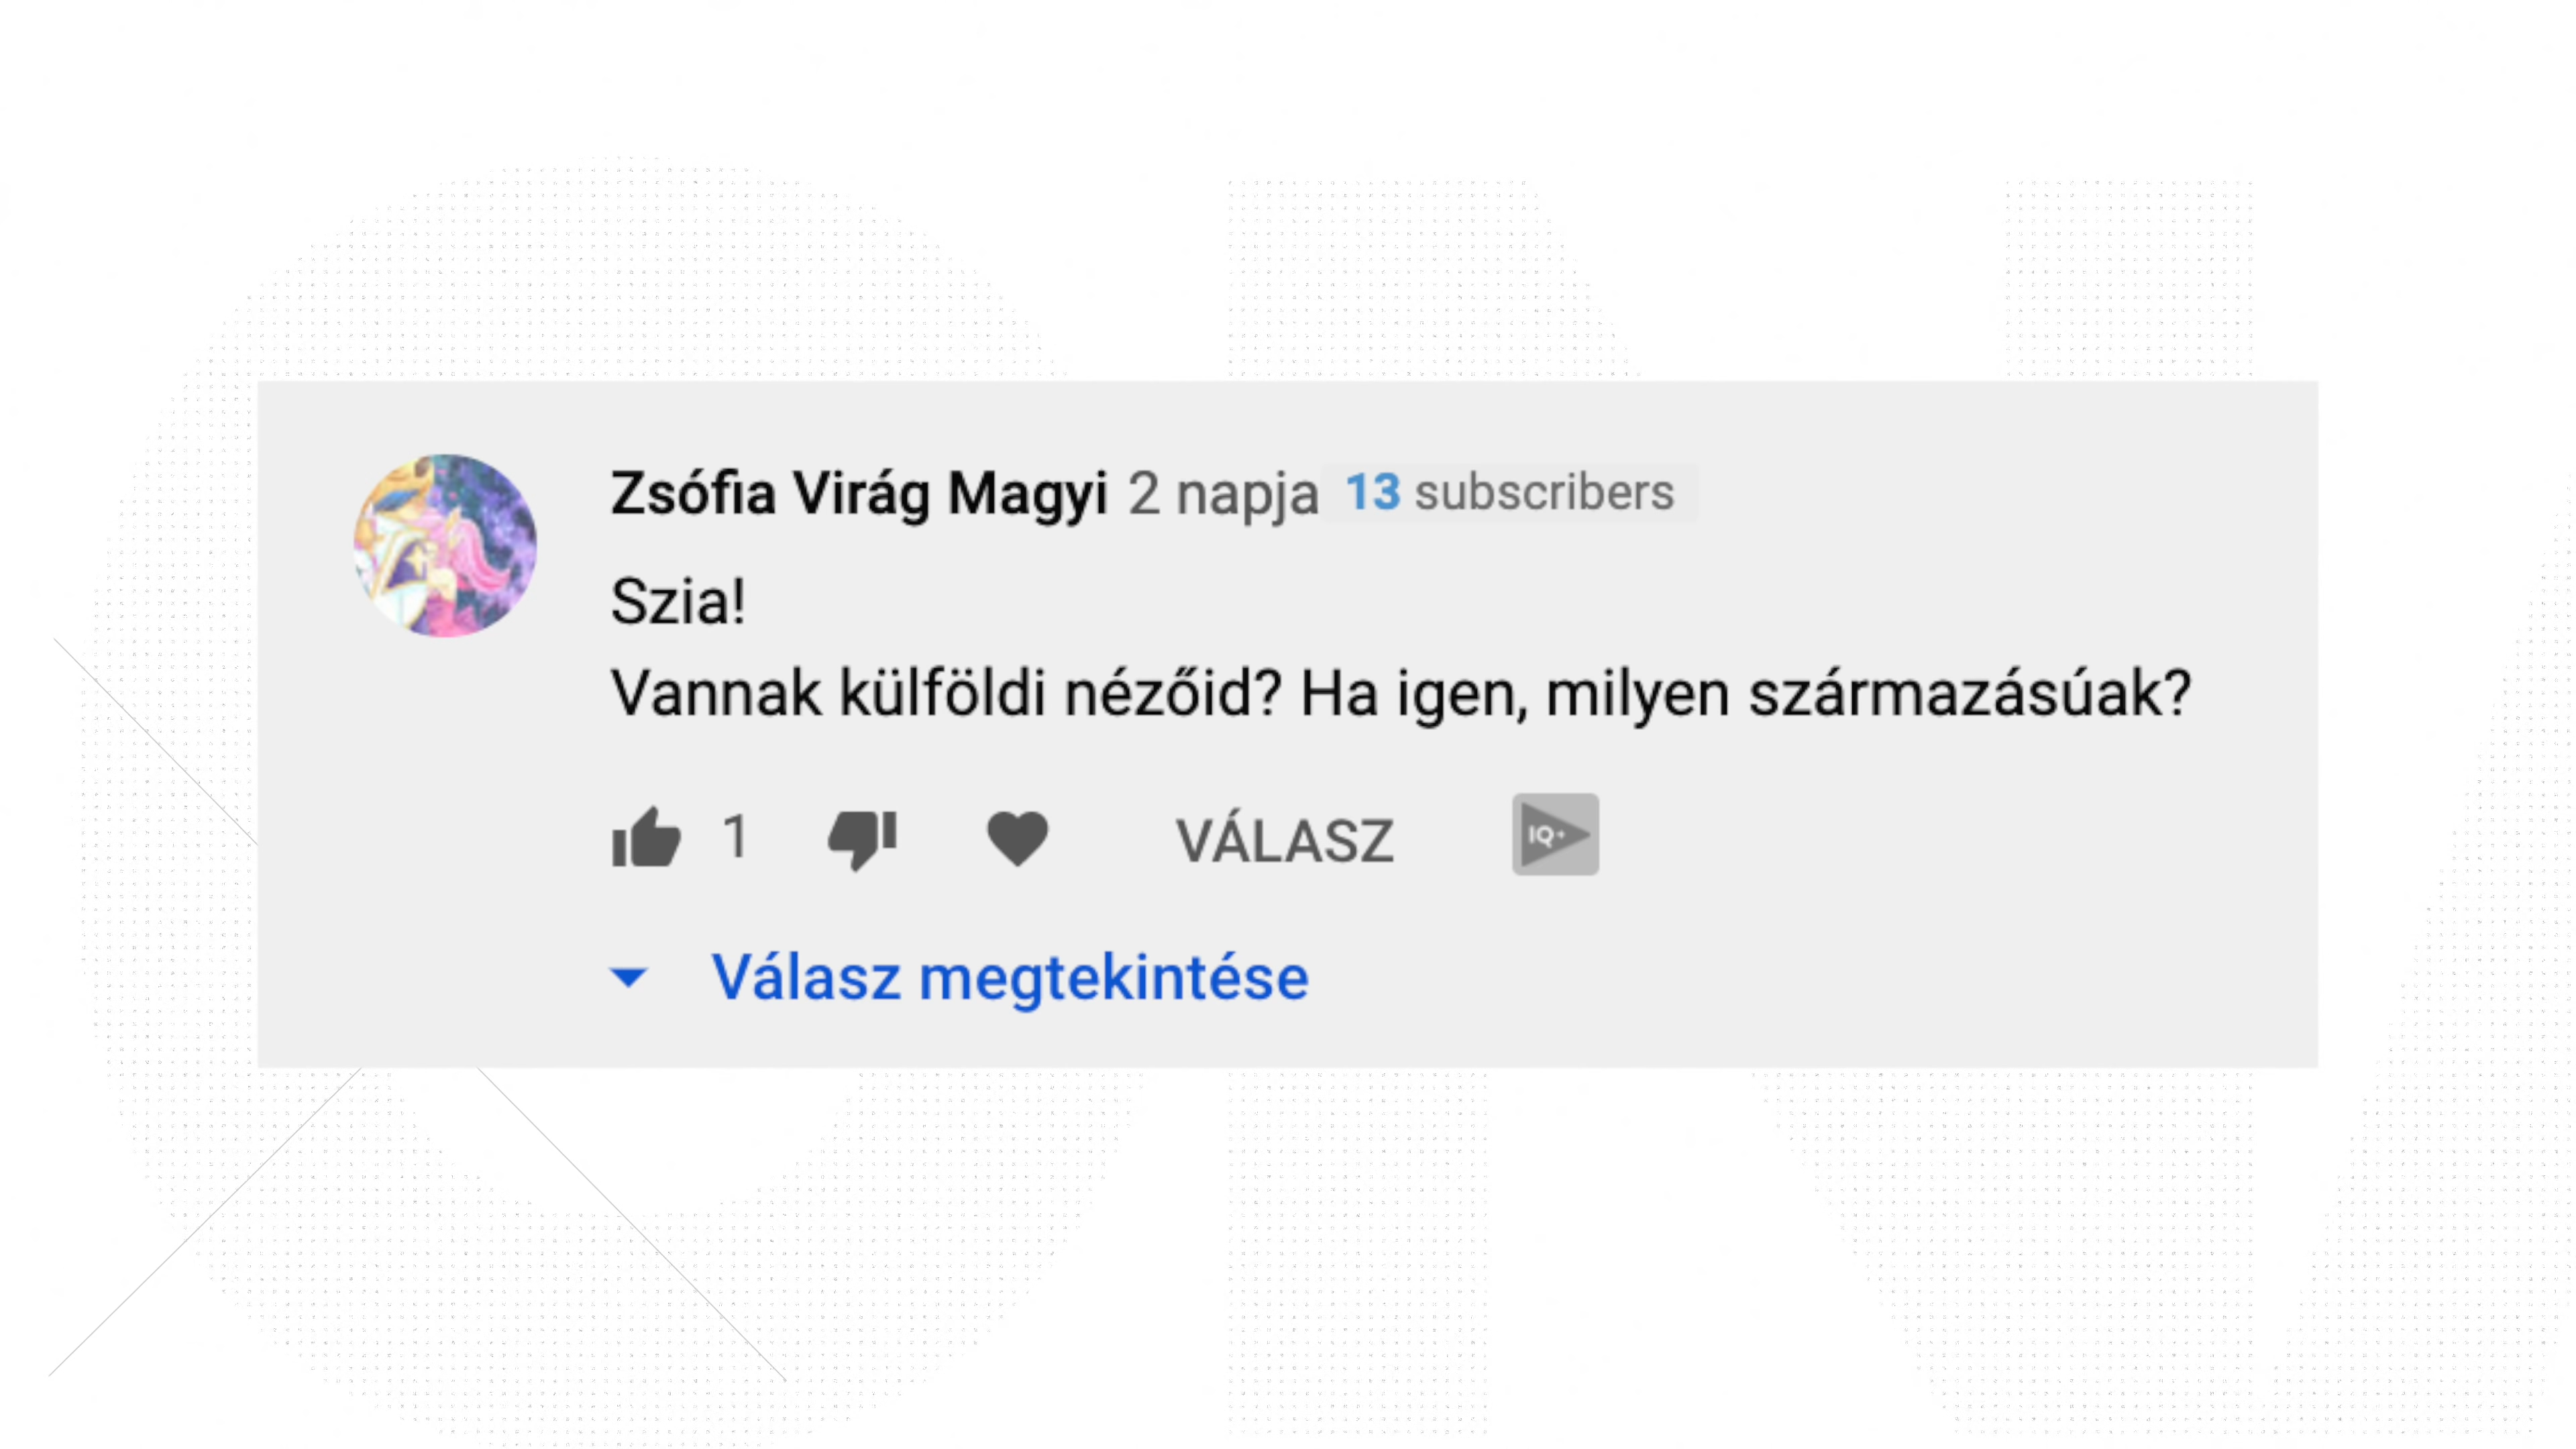 Zsófia Virág Magyi 2 napja 13 subscribers
Szia!
Vannak külföldi nézőid? Ha igen, milyen származásúak?
1 VÁLASZ IQ+
Válasz megtekintése